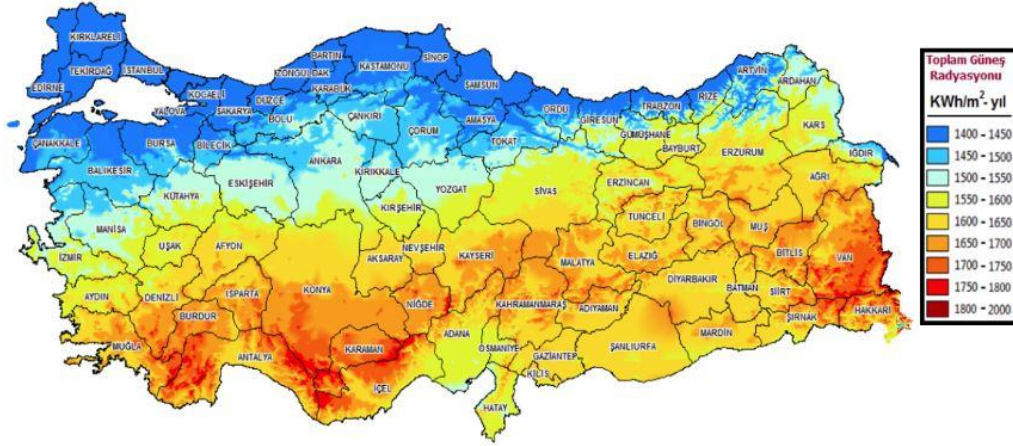 KIRKLARELİ
TEKİRDAĞ
İSTANBUL
EDİRNE
KOCAELİ
YALOVA
SAKARYA
DÜZCE
ZONGULDAK
BARTIN
KARABÜK
KASTAMONU
SİNOP
SAMSUN
BOLU
ÇANKIRI
ÇORUM
AMASYA
TOKAT
ORDU
GİRESUN
TRABZON
RİZE
ARTVİN
ARDAHAN
GÜMÜŞHANE
BAYBURT
KARS
IĞDIR
ÇANAKKALE
BURSA
BİLECİK
BALIKESİR
KÜTAHYA
ESKİŞEHİR
ANKARA
KIRIKKALE
YOZGAT
KIRŞEHİR
SİVAS
ERZİNCAN
ERZURUM
AĞRI
MANİSA
İZMİR
UŞAK
AFYON
AKSARAY
NEVŞEHİR
KAYSERİ
MALATYA
TUNCELİ
ELAZIĞ
BİNGÖL
MUŞ
BİTLİS
VAN
AYDIN
DENİZLİ
ISPARTA
BURDUR
KONYA
NİĞDE
KAHRAMANMARAŞ
ADIYAMAN
DİYARBAKIR
BATMAN
SİİRT
ŞIRNAK
HAKKARİ
MUĞLA
ANTALYA
KARAMAN
İÇEL
ADANA
OSMANİYE
GAZİANTEP
KİLİS
ŞANLIURFA
MARDİN
HATAY
Toplam Güneş
Radyasyonu
KWh/m²- yıl
1400 - 1450
1450 - 1500
1500 - 1550
1550 - 1600
1600 - 1650
1650 - 1700
1700 - 1750
1750 - 1800
1800 - 2000